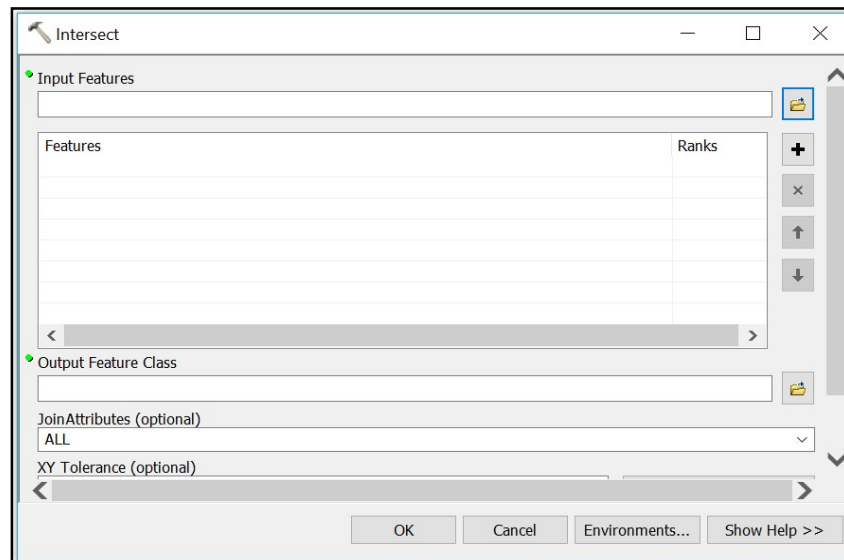 Intersect
Input Features
Features Ranks
Output Feature Class
JoinAttributes (optional)
ALL
XY Tolerance (optional)
OK Cancel Environments... Show Help >>